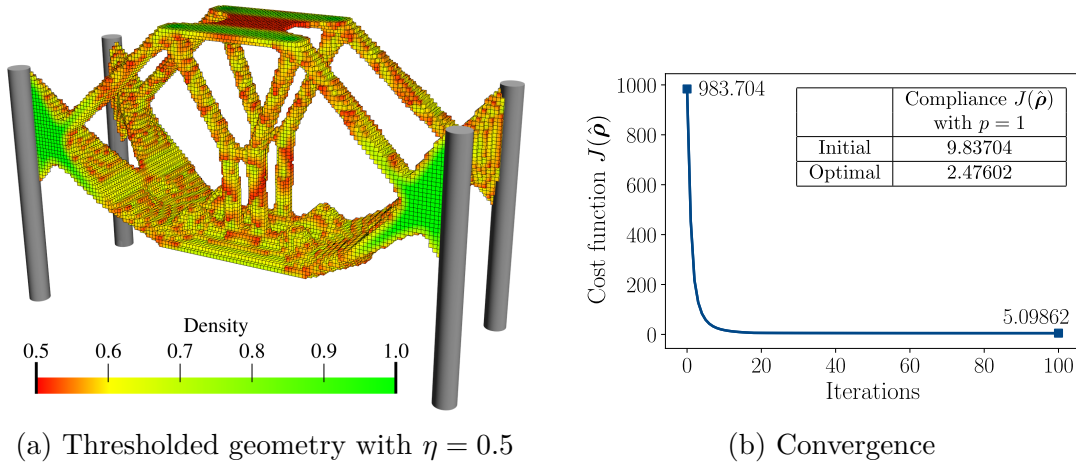 Density
0.5 0.6 0.7 0.8 0.9 1.0
(a) Thresholded geometry with η = 0.5
Cost function J(ρ̂)
1000
800
600
400
200
0
983.704
Compliance J(ρ̂)
with p = 1
Initial 9.83704
Optimal 2.47602
5.09862
0 20 40 60 80 100
Iterations
(b) Convergence